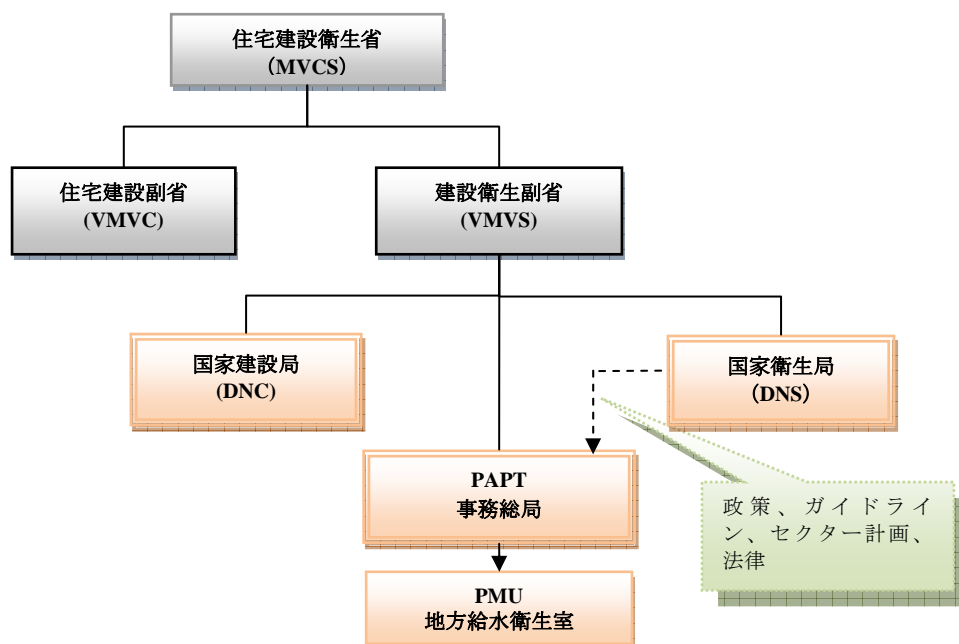 住宅建設衛生省
（MVCS）
住宅建設副省
(VMVC)
建設衛生副省
(VMVS)
国家建設局
(DNC)
国家衛生局
（DNS）
PAPT
事務総局
政策、ガイドライ
ン、セクター計画、
法律
PMU
地方給水衛生室